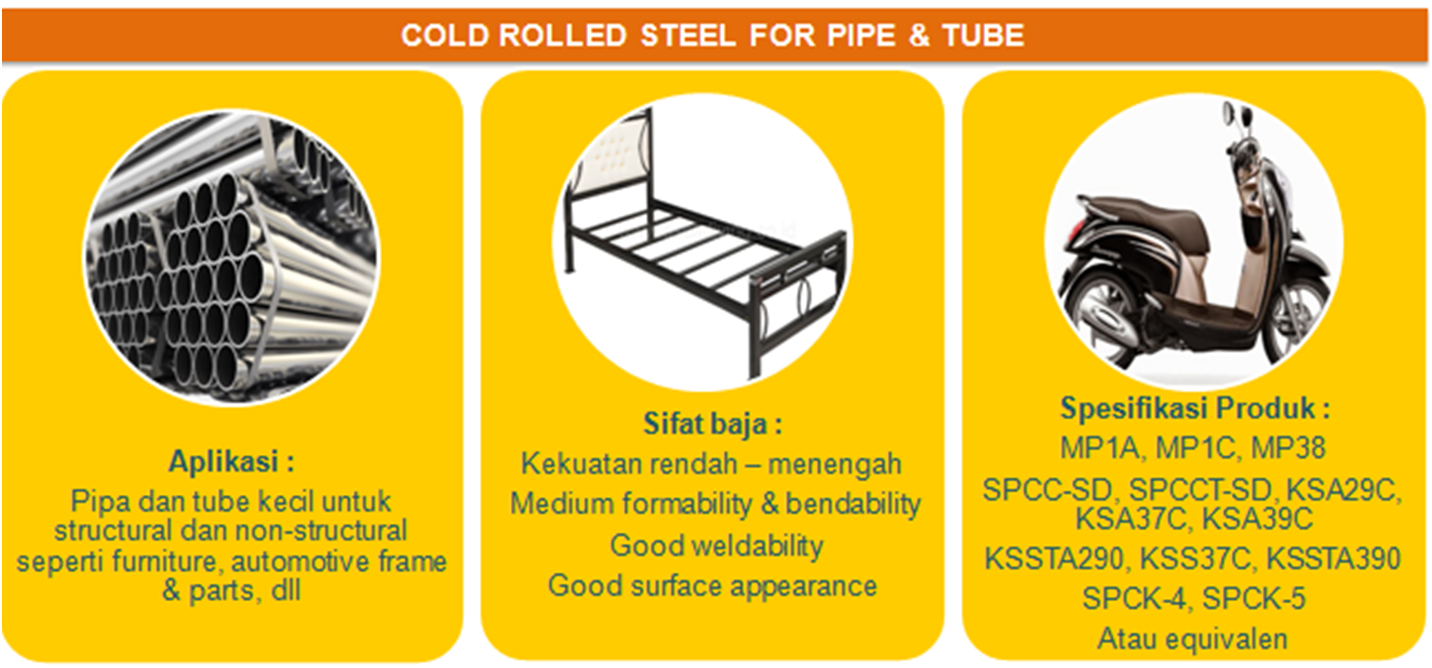 COLD ROLLED STEEL FOR PIPE & TUBE
Aplikasi :
Pipa dan tube kecil untuk
structural dan non-structural
seperti furniture, automotive frame
& parts, dll
Sifat baja :
Kekuatan rendah – menengah
Medium formability & bendability
Good weldability
Good surface appearance
Spesifikasi Produk :
MP1A, MP1C, MP38
SPCC-SD, SPCCT-SD, KSA29C,
KSA37C, KSA39C
KSSTA290, KSS37C, KSSTA390
SPCK-4, SPCK-5
Atau equivalen